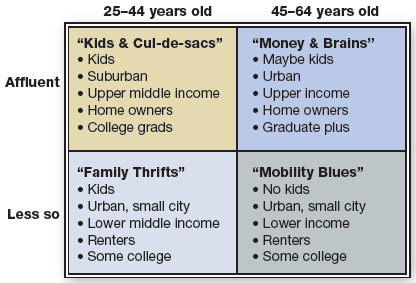 25–44 years old
45–64 years old
Affluent
“Kids & Cul-de-sacs”
• Kids
• Suburban
• Upper middle income
• Home owners
• College grads
“Money & Brains”
• Maybe kids
• Urban
• Upper income
• Home owners
• Graduate plus
Less so
“Family Thrifts”
• Kids
• Urban, small city
• Lower middle income
• Renters
• Some college
“Mobility Blues”
• No kids
• Urban, small city
• Lower income
• Renters
• Some college